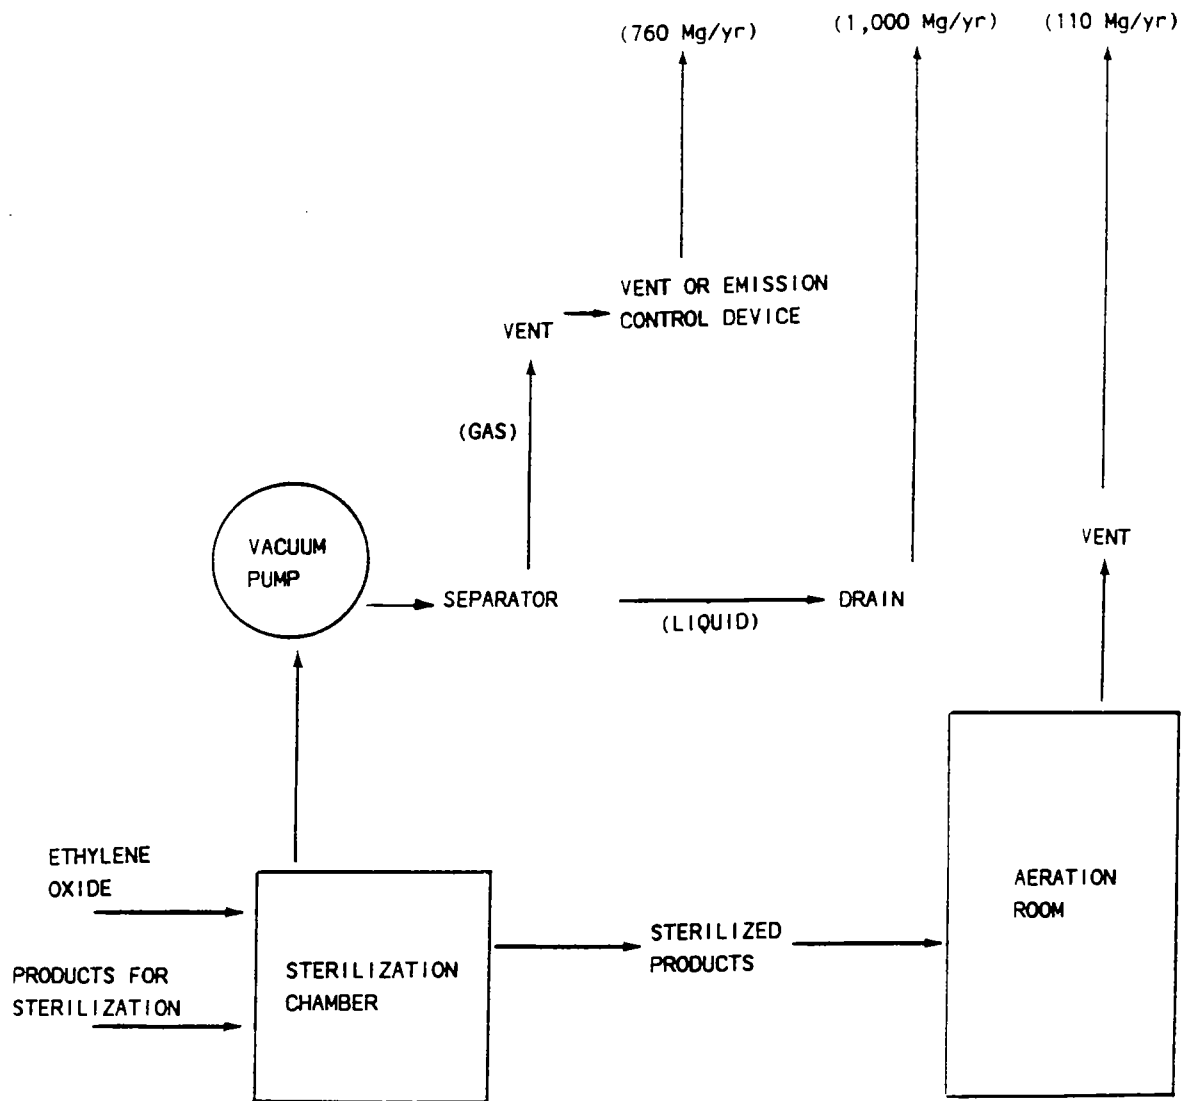 (760 Mg/yr)
(1,000 Mg/yr)
(110 Mg/yr)
VENT OR EMISSION
CONTROL DEVICE
VENT
(GAS)
VACUUM
PUMP
SEPARATOR
(LIQUID)
DRAIN
VENT
ETHYLENE
OXIDE
PRODUCTS FOR
STERILIZATION
STERILIZATION
CHAMBER
STERILIZED
PRODUCTS
AERATION
ROOM